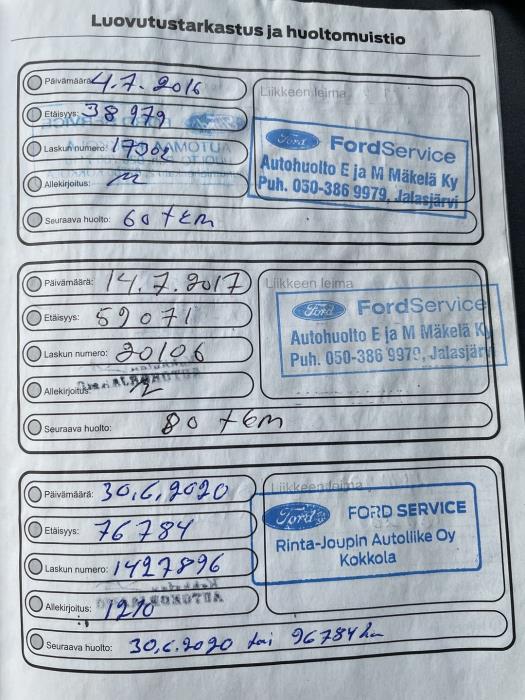 Luovutustarkastus ja huoltomuistio
Päivämäärä: 4.7.2016
Liikkeen leima
Etäisyys: 38979
Laskun numero: 17302
Allekirjoitus:
Ford FordService
Autohuolto E ja M Mäkelä Ky
Puh. 050-386 9979, Jalasjärvi
Seuraava huolto: 60 tkm
Päivämäärä: 14.7.2017
Liikkeen leima
Etäisyys: 59071
Laskun numero: 20106
Allekirjoitus:
Ford FordService
Autohuolto E ja M Mäkelä Ky
Puh. 050-386 9979, Jalasjärvi
Seuraava huolto: 80 tkm
Päivämäärä: 30,6,2020
Liikkeen leima
Etäisyys: 76784
Laskun numero: 1427896
Allekirjoitus: 1210
Ford FORD SERVICE
Rinta-Joupin Autoliike Oy
Kokkola
Seuraava huolto: 30,6.2020 tai 96784 km